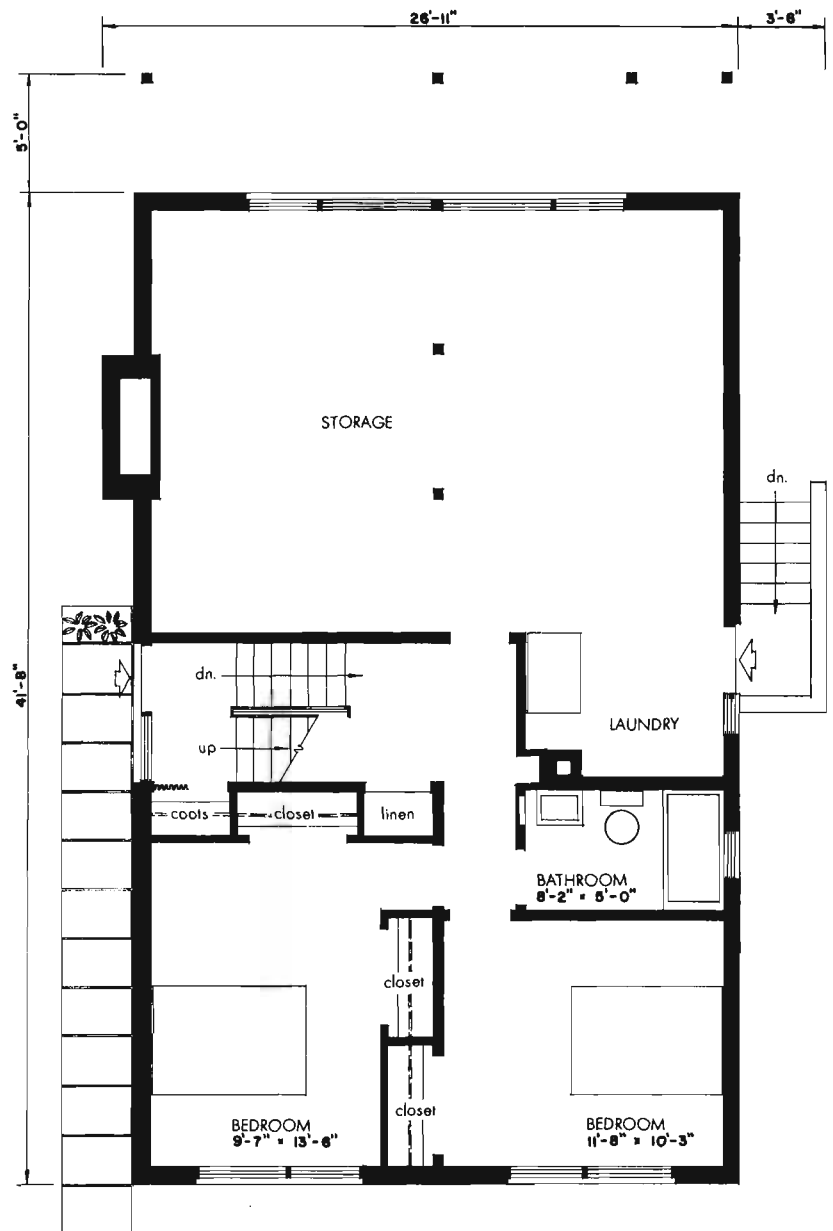 26'-11"
3'-6"
5'-0"
STORAGE
dn.
41'-8"
dn.
LAUNDRY
up
coats
closet
linen
BATHROOM
8'-2" x 5'-0"
closet
closet
BEDROOM
9'-7" x 13'-6"
BEDROOM
11'-8" x 10'-3"